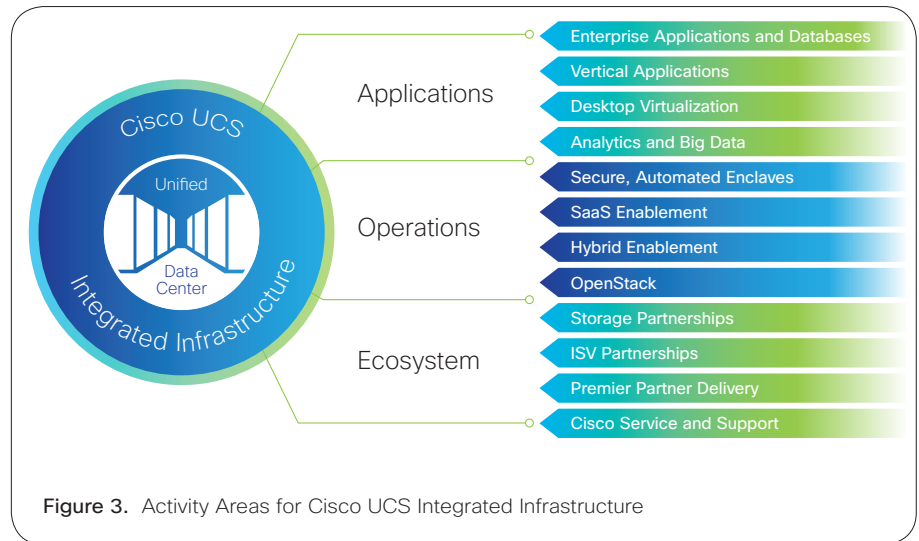 Cisco UCS
Unified
Data
Center
Integrated Infrastructure
Applications
Enterprise Applications and Databases
Vertical Applications
Desktop Virtualization
Analytics and Big Data
Operations
Secure, Automated Enclaves
SaaS Enablement
Hybrid Enablement
OpenStack
Ecosystem
Storage Partnerships
ISV Partnerships
Premier Partner Delivery
Cisco Service and Support
Figure 3. Activity Areas for Cisco UCS Integrated Infrastructure